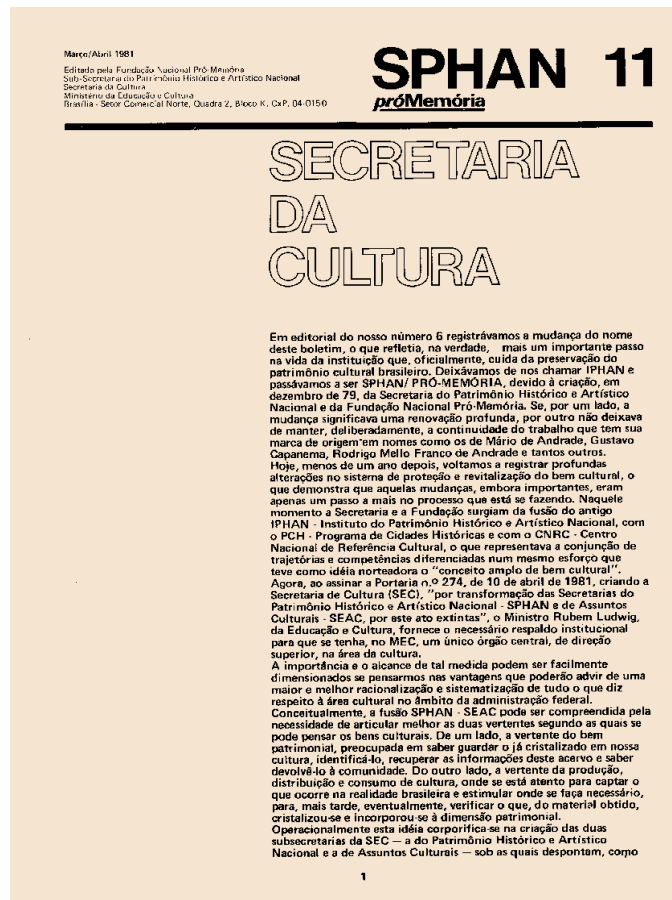 Março/Abril 1981
Editado pela Fundação Nacional Pró-Memória
Sub-Secretaria do Patrimônio Histórico e Artístico Nacional
Secretaria da Cultura
Ministério da Educação e Cultura
Brasília - Setor Comercial Norte, Quadra 2, Bloco K, CxP, 04-0150
SPHAN 11
próMemória
SECRETARIA
DA
CULTURA
Em editorial do nosso número 6 registrávamos a mudança do nome
deste boletim, o que refletia, na verdade, mais um importante passo
na vida da instituição que, oficialmente, cuida da preservação do
patrimônio cultural brasileiro. Deixávamos de nos chamar IPHAN e
passávamos a ser SPHAN/ PRÓ-MEMÓRIA, devido à criação, em
dezembro de 79, da Secretaria do Patrimônio Histórico e Artístico
Nacional e da Fundação Nacional Pró-Memória. Se, por um lado, a
mudança significava uma renovação profunda, por outro não deixava
de manter, deliberadamente, a continuidade do trabalho que tem sua
marca de origem em nomes como os de Mário de Andrade, Gustavo
Capanema, Rodrigo Mello Franco de Andrade e tantos outros.
Hoje, menos de um ano depois, voltamos a registrar profundas
alterações no sistema de proteção e revitalização do bem cultural, o
que demonstra que aquelas mudanças, embora importantes, eram
apenas um passo a mais no processo que está se fazendo. Naquele
momento a Secretaria e a Fundação surgiam da fusão do antigo
IPHAN - Instituto do Patrimônio Histórico e Artístico Nacional, com
o PCH - Programa de Cidades Históricas e com o CNRC - Centro
Nacional de Referência Cultural, o que representava a conjunção de
trajetórias e competências diferenciadas num mesmo esforço que
teve como idéia norteadora o "conceito amplo de bem cultural".
Agora, ao assinar a Portaria n.º 274, de 10 de abril de 1981, criando a
Secretaria de Cultura (SEC), "por transformação das Secretarias do
Patrimônio Histórico e Artístico Nacional - SPHAN e de Assuntos
Culturais - SEAC, por este ato extintas", o Ministro Rubem Ludwig,
da Educação e Cultura, fornece o necessário respaldo institucional
para que se tenha, no MEC, um único órgão central, de direção
superior, na área da cultura.
A importância e o alcance de tal medida podem ser facilmente
dimensionados se pensarmos nas vantagens que poderão advir de uma
maior e melhor racionalização e sistematização de tudo o que diz
respeito à área cultural no âmbito da administração federal.
Conceitualmente, a fusão SPHAN - SEAC pode ser compreendida pela
necessidade de articular melhor as duas vertentes segundo as quais se
pode pensar os bens culturais. De um lado, a vertente do bem
patrimonial, preocupada em saber guardar o já cristalizado em nossa
cultura, identificá-lo, recuperar as informações deste acervo e saber
devolvê-lo à comunidade. Do outro lado, a vertente da produção,
distribuição e consumo de cultura, onde se está atento para captar o
que ocorre na realidade brasileira e estimular onde se faça necessário,
para, mais tarde, eventualmente, verificar o que, do material obtido,
cristalizou-se e incorporou-se à dimensão patrimonial.
Operacionalmente esta idéia corporifica-se na criação das duas
subsecretarias da SEC — a do Patrimônio Histórico e Artístico
Nacional e a de Assuntos Culturais — sob as quais despontam, como
1